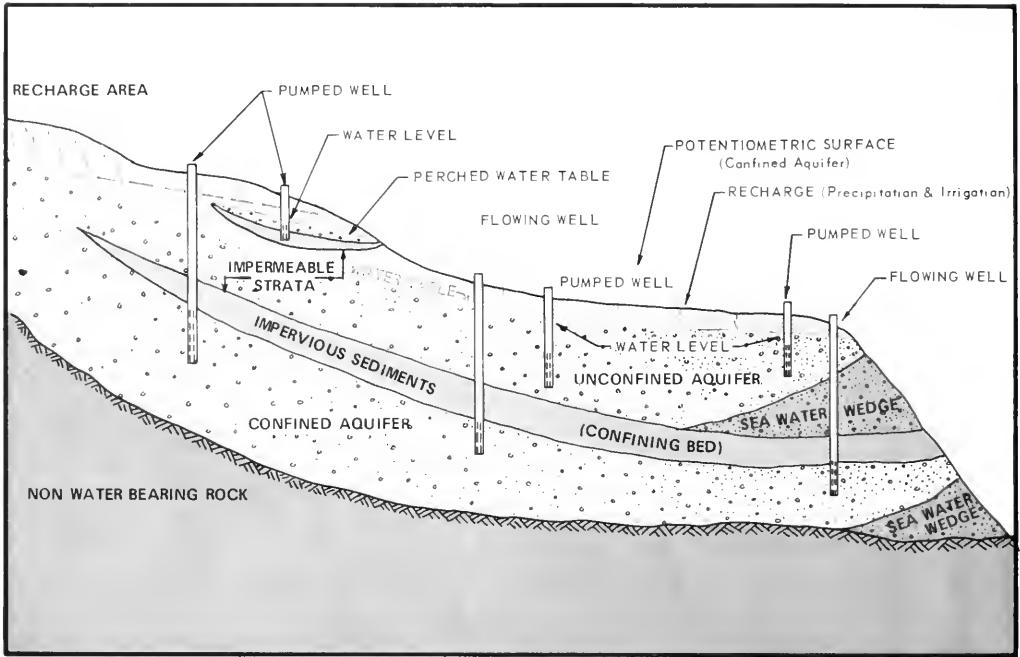 RECHARGE AREA
PUMPED WELL
WATER LEVEL
POTENTIOMETRIC SURFACE
(Confined Aquifer)
PERCHED WATER TABLE
RECHARGE (Precipitation & Irrigation)
FLOWING WELL
PUMPED WELL
IMPERMEABLE
STRATA
WATER TABLE
PUMPED WELL
FLOWING WELL
IMPERVIOUS SEDIMENTS
WATER LEVEL
UNCONFINED AQUIFER
SEA WATER WEDGE
CONFINED AQUIFER
(CONFINING BED)
NON WATER BEARING ROCK
SEA WATER
WEDGE